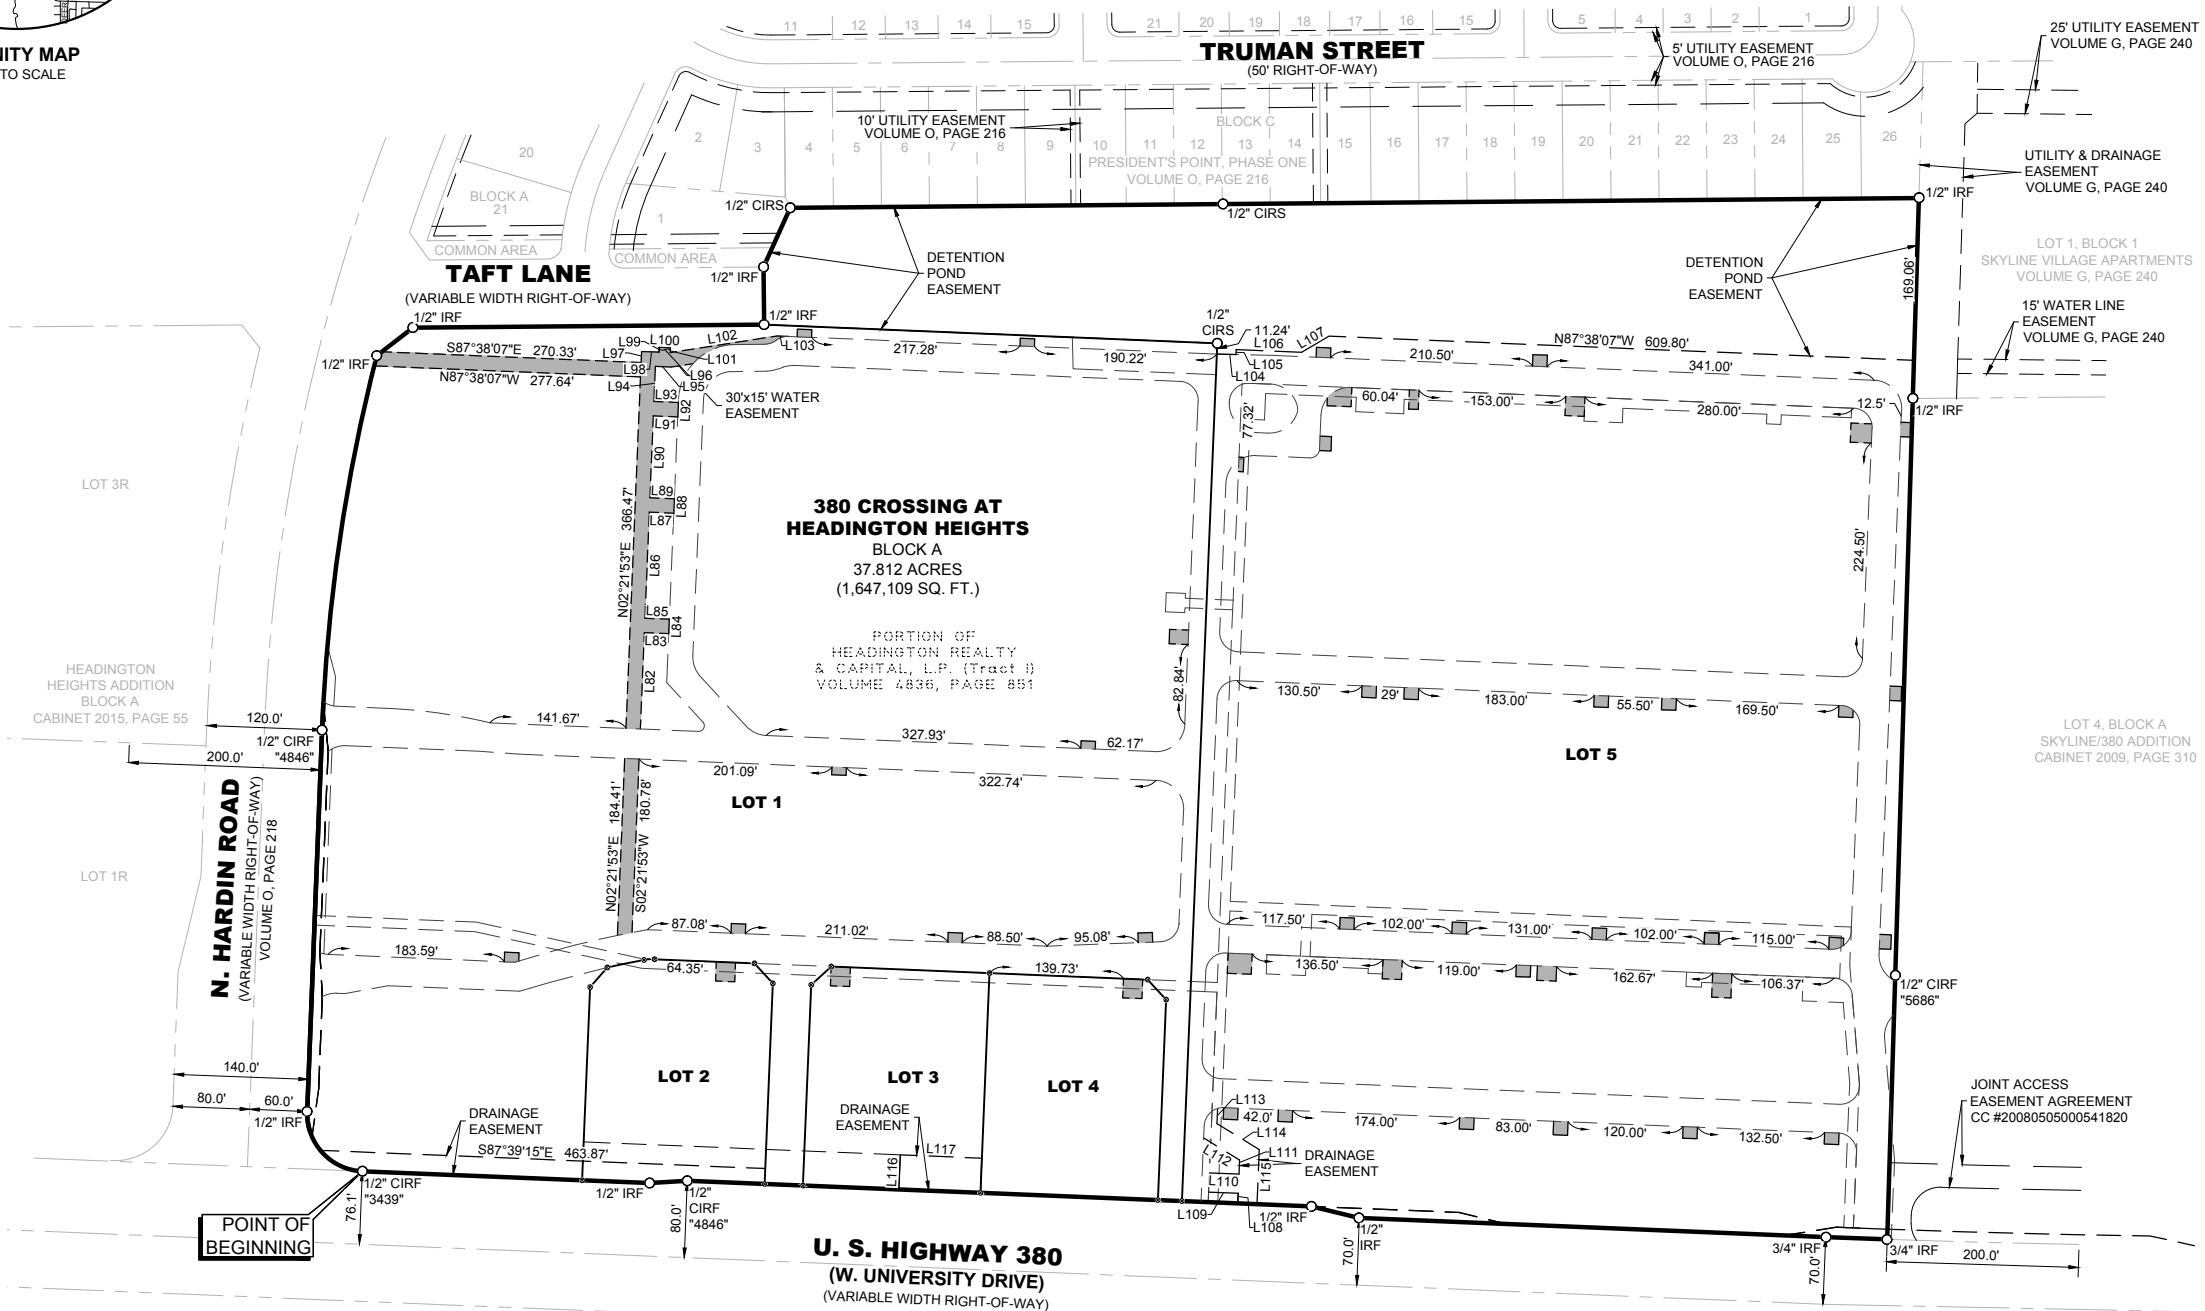 NITY MAP
TO SCALE
11
12
13
14
15
21
20
19
18
17
16
15
5
4
3
2
1
TRUMAN STREET
(50' RIGHT-OF-WAY)
5' UTILITY EASEMENT
VOLUME O, PAGE 216
25' UTILITY EASEMENT
VOLUME G, PAGE 240
10' UTILITY EASEMENT
VOLUME O, PAGE 216
BLOCK C
2
3
4
5
6
7
8
9
10
11
12
13
14
15
16
17
18
19
20
21
22
23
24
25
26
PRESIDENT'S POINT, PHASE ONE
VOLUME O, PAGE 216
UTILITY & DRAINAGE
EASEMENT
VOLUME G, PAGE 240
20
BLOCK A
21
COMMON AREA
1
COMMON AREA
1/2" CIRS
1/2" CIRS
1/2" IRF
TAFT LANE
(VARIABLE WIDTH RIGHT-OF-WAY)
1/2" IRF
DETENTION
POND
EASEMENT
DETENTION
POND
EASEMENT
169.06'
LOT 1, BLOCK 1
SKYLINE VILLAGE APARTMENTS
VOLUME G, PAGE 240
15' WATER LINE
EASEMENT
VOLUME G, PAGE 240
1/2" IRF
1/2" IRF
1/2" IRF
S87°38'07"E 270.33'
N87°38'07"W 277.64'
L97
L99
L100
L102
L101
L98
L96
L95
L94
L103
217.28'
190.22'
1/2"
CIRS
11.24'
L106
L107
L105
L104
N87°38'07"W 609.80'
210.50'
341.00'
30'x15' WATER
EASEMENT
L93
L92
L91
L90
L89
L88
L87
L86
L85
L84
L83
L82
N02°21'53"E 366.47'
77.32'
60.04'
153.00'
280.00'
12.5'
1/2" IRF
224.50'
LOT 3R
380 CROSSING AT
HEADINGTON HEIGHTS
BLOCK A
37.812 ACRES
(1,647,109 SQ. FT.)
PORTION OF
HEADINGTON REALTY
& CAPITAL, L.P. (Tract I)
VOLUME 4836, PAGE 851
HEADINGTON
HEIGHTS ADDITION
BLOCK A
CABINET 2015, PAGE 55
120.0'
1/2" CIRF
"4846"
200.0'
141.67'
327.93'
62.17'
82.84'
201.09'
322.74'
LOT 1
130.50'
29'
183.00'
55.50'
169.50'
LOT 5
LOT 4, BLOCK A
SKYLINE/380 ADDITION
CABINET 2009, PAGE 310
N. HARDIN ROAD
(VARIABLE WIDTH RIGHT-OF-WAY)
VOLUME O, PAGE 218
LOT 1R
N02°21'53"E 184.41'
S02°21'53"W 180.78'
87.08'
211.02'
88.50'
95.08'
183.59'
64.35'
139.73'
117.50'
102.00'
131.00'
102.00'
115.00'
136.50'
119.00'
162.67'
106.37'
1/2" CIRF
"5686"
140.0'
80.0'
60.0'
1/2" IRF
LOT 2
LOT 3
LOT 4
DRAINAGE
EASEMENT
S87°39'15"E 463.87'
DRAINAGE
EASEMENT
L117
L116
L113
42.0'
L114
L111
L112
L115
L110
L109
L108
DRAINAGE
EASEMENT
174.00'
83.00'
120.00'
132.50'
JOINT ACCESS
EASEMENT AGREEMENT
CC #20080505000541820
1/2" CIRF
"3439"
76.1'
POINT OF
BEGINNING
1/2" IRF
1/2"
CIRF
"4846"
80.0'
1/2" IRF
1/2"
IRF
70.0'
3/4" IRF
3/4" IRF
70.0'
200.0'
U. S. HIGHWAY 380
(W. UNIVERSITY DRIVE)
(VARIABLE WIDTH RIGHT-OF-WAY)